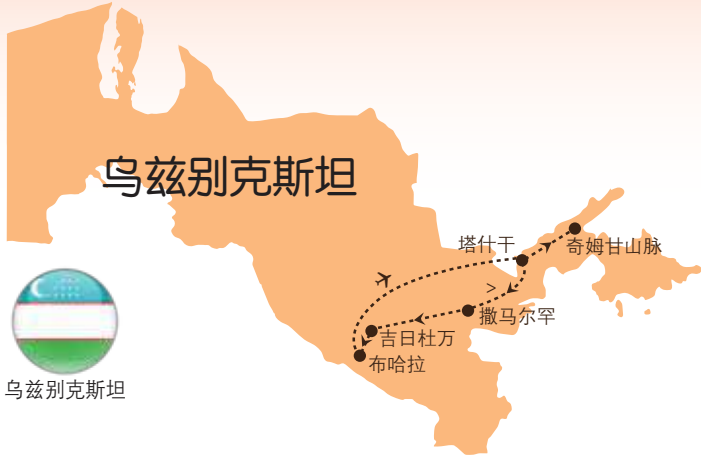 乌兹别克斯坦
塔什干
奇姆甘山脉
撒马尔罕
吉日杜万
布哈拉
乌兹别克斯坦